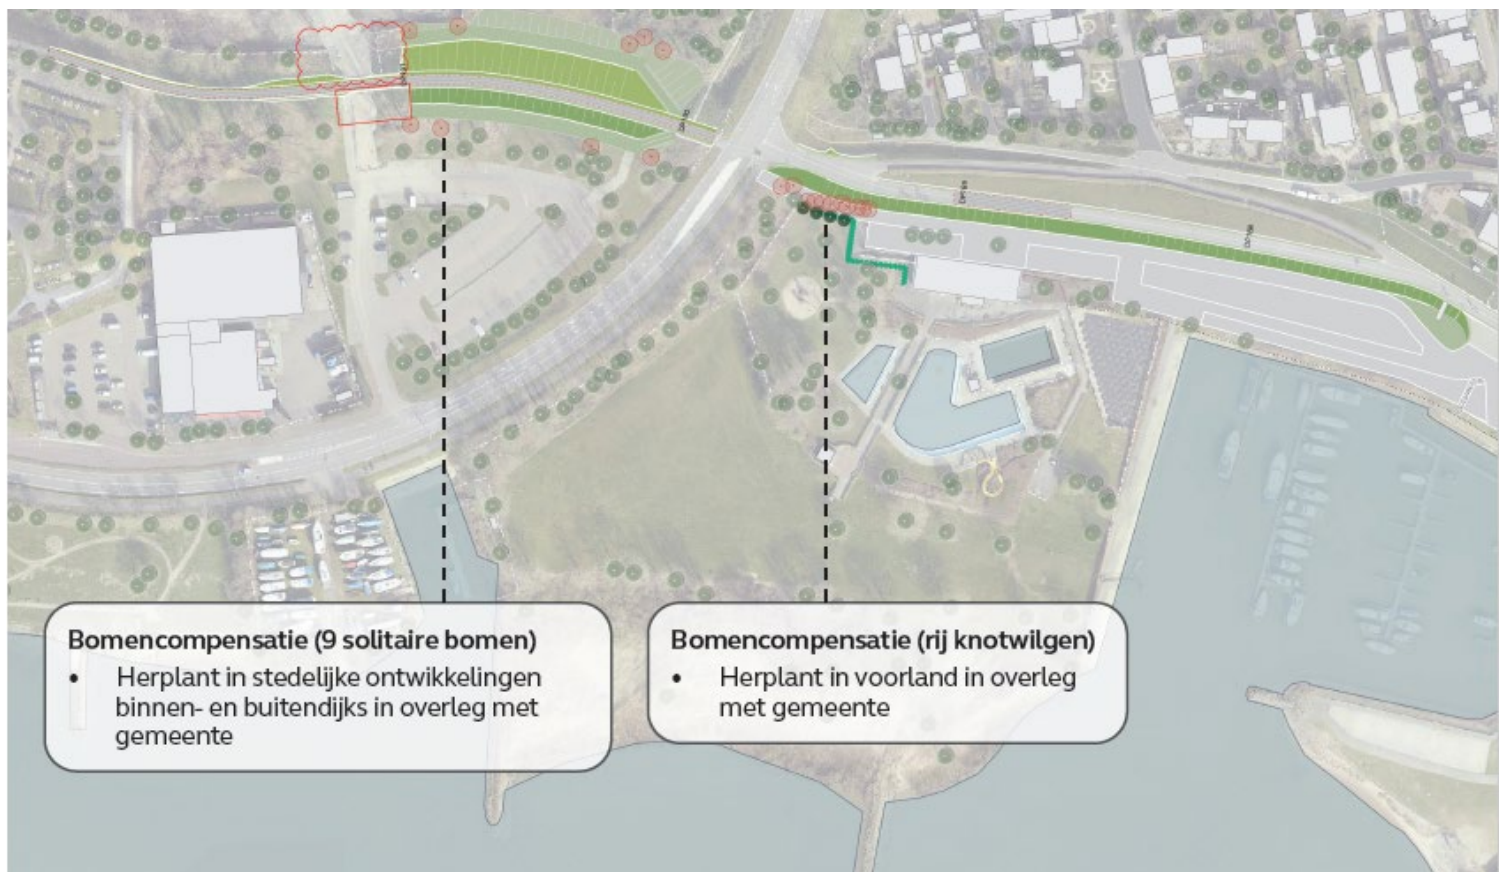 Bomencompensatie (9 solitaire bomen)
• Herplant in stedelijke ontwikkelingen
binnen- en buitendijks in overleg met
gemeente
Bomencompensatie (rij knotwilgen)
• Herplant in voorland in overleg
met gemeente